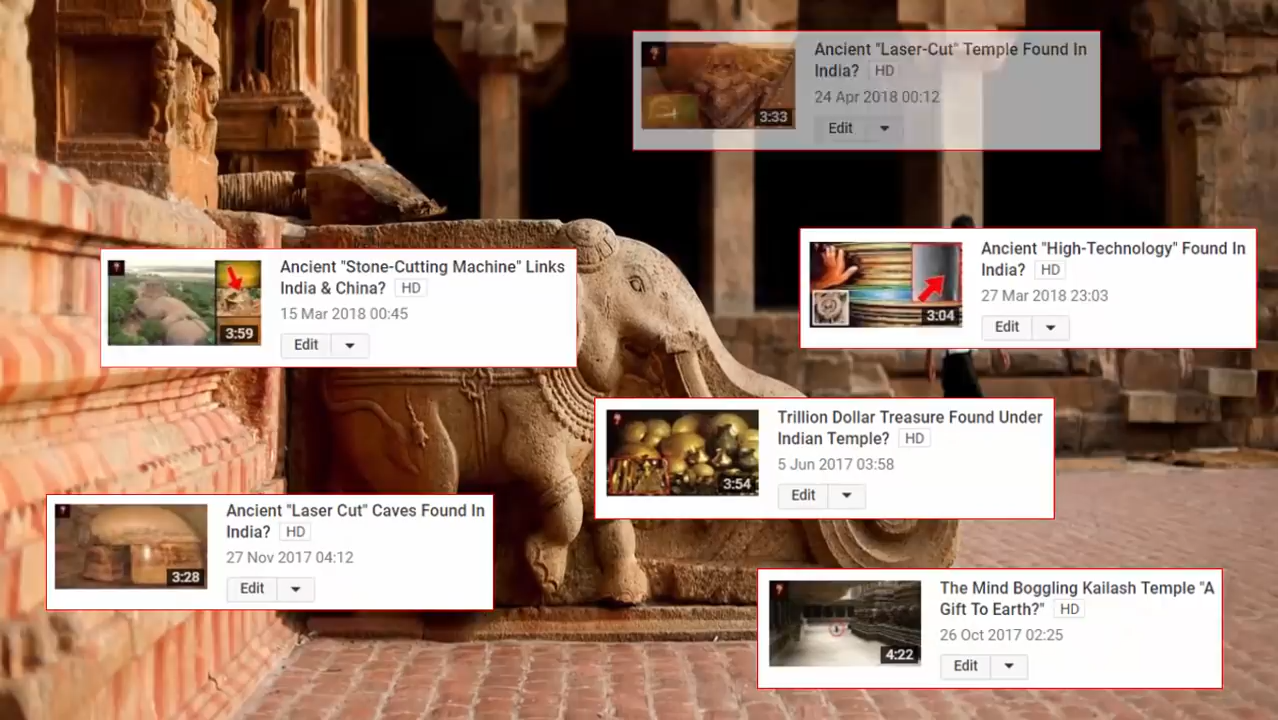 Ancient "Laser-Cut" Temple Found In
India? HD
24 Apr 2018 00:12
3:33
Edit
Ancient "Stone-Cutting Machine" Links
India & China? HD
15 Mar 2018 00:45
3:59
Edit
Ancient "High-Technology" Found In
India? HD
27 Mar 2018 23:03
3:04
Edit
Trillion Dollar Treasure Found Under
Indian Temple? HD
5 Jun 2017 03:58
3:54
Edit
Ancient "Laser Cut" Caves Found In
India? HD
27 Nov 2017 04:12
3:28
Edit
The Mind Boggling Kailash Temple "A
Gift To Earth?" HD
26 Oct 2017 02:25
4:22
Edit